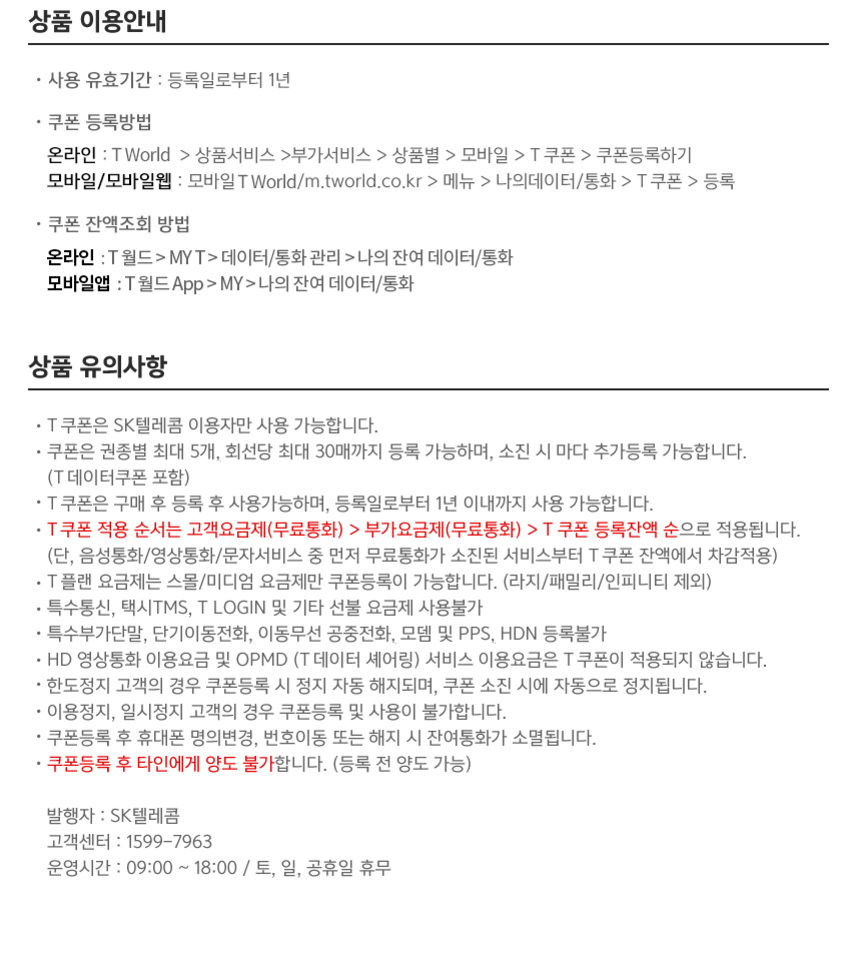 상품 이용안내
· 사용 유효기간 : 등록일로부터 1년
· 쿠폰 등록방법
온라인 : T World > 상품서비스 >부가서비스 > 상품별 > 모바일 > T 쿠폰 > 쿠폰등록하기
모바일/모바일웹 : 모바일 T World/m.tworld.co.kr > 메뉴 > 나의데이터/통화 > T 쿠폰 > 등록
· 쿠폰 잔액조회 방법
온라인 : T 월드 > MY T > 데이터/통화 관리 > 나의 잔여 데이터/통화
모바일앱 : T 월드 App > MY > 나의 잔여 데이터/통화
상품 유의사항
· T 쿠폰은 SK텔레콤 이용자만 사용 가능합니다.
· 쿠폰은 권종별 최대 5개, 회선당 최대 30매까지 등록 가능하며, 소진 시 마다 추가등록 가능합니다.
(T 데이터쿠폰 포함)
· T 쿠폰은 구매 후 등록 후 사용가능하며, 등록일로부터 1년 이내까지 사용 가능합니다.
· T 쿠폰 적용 순서는 고객요금제(무료통화) > 부가요금제(무료통화) > T 쿠폰 등록잔액 순으로 적용됩니다.
(단, 음성통화/영상통화/문자서비스 중 먼저 무료통화가 소진된 서비스부터 T 쿠폰 잔액에서 차감적용)
· T 플랜 요금제는 스몰/미디엄 요금제만 쿠폰등록이 가능합니다. (라지/패밀리/인피니티 제외)
· 특수통신, 택시TMS, T LOGIN 및 기타 선불 요금제 사용불가
· 특수부가단말, 단기이동전화, 이동무선 공중전화, 모뎀 및 PPS, HDN 등록불가
· HD 영상통화 이용요금 및 OPMD (T 데이터 셰어링) 서비스 이용요금은 T 쿠폰이 적용되지 않습니다.
· 한도정지 고객의 경우 쿠폰등록 시 정지 자동 해지되며, 쿠폰 소진 시에 자동으로 정지됩니다.
· 이용정지, 일시정지 고객의 경우 쿠폰등록 및 사용이 불가합니다.
· 쿠폰등록 후 휴대폰 명의변경, 번호이동 또는 해지 시 잔여통화가 소멸됩니다.
· 쿠폰등록 후 타인에게 양도 불가합니다. (등록 전 양도 가능)
발행자 : SK텔레콤
고객센터 : 1599-7963
운영시간 : 09:00 ~ 18:00 / 토, 일, 공휴일 휴무